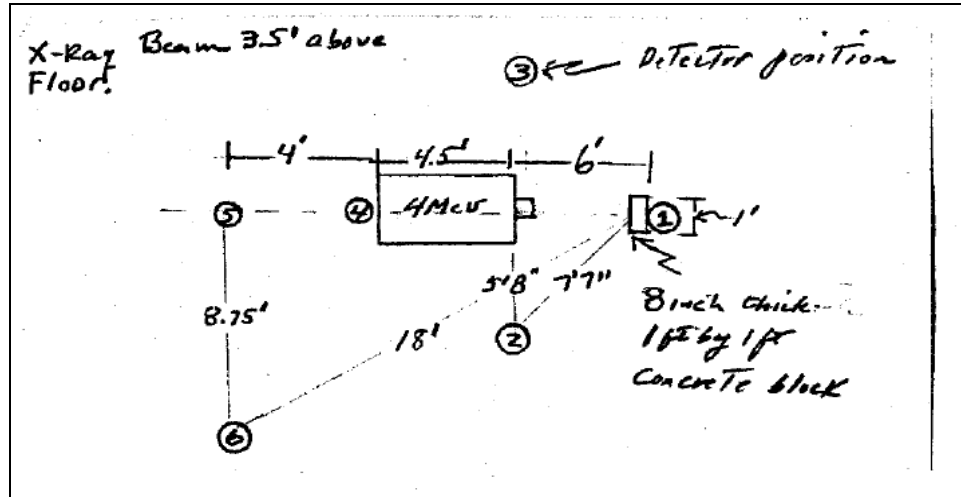 X-Ray Beam 3.5' above
Floor.
③ ← Detector position
4'
4.5'
6'
⑤
④
4MeV
①
1'
5'8"
7'7"
8.75'
18'
②
8 inch thick
1 ft by 1 ft
Concrete block
⑥